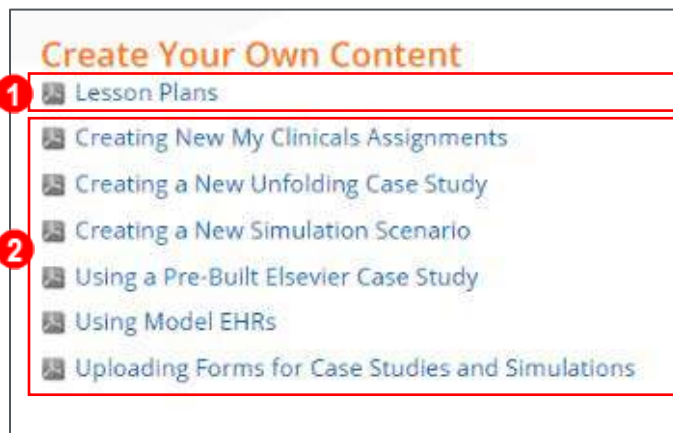 Create Your Own Content
1 Lesson Plans
Creating New My Clinicals Assignments
Creating a New Unfolding Case Study
Creating a New Simulation Scenario
2 Using a Pre-Built Elsevier Case Study
Using Model EHRs
Uploading Forms for Case Studies and Simulations